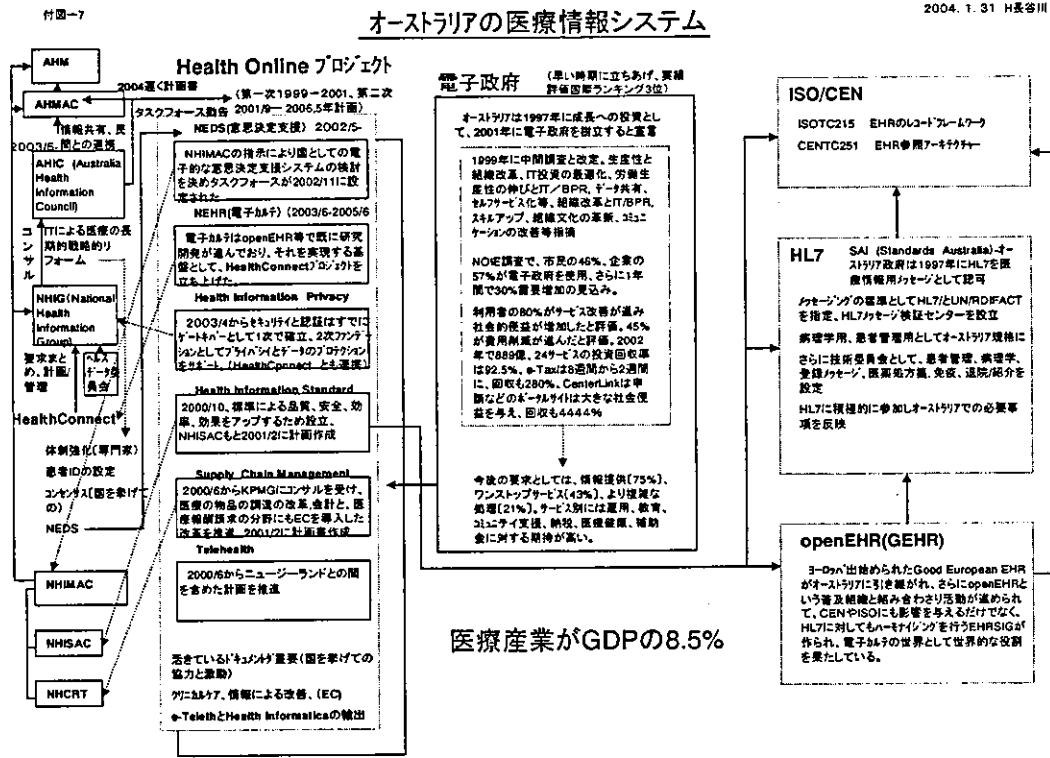 付図－7
オーストラリアの医療情報システム
2004. 1. 31 H長谷川
AHM
AHMAC
2004遅く計画書
タスクフォース勧告
情報共有、民
間との連携
2003/5-
AHIC (Australia
Health
Information
Council)
コンサル
ITによる医療の長
期的戦略的リ
フォーム
NHIG(National
Health
Information
Group)
要求まと
め、計画/
管理
ヘルス
データ委
員会
HealthConnect
体制強化(専門家)
患者IDの設定
コンセンサス(国を挙げて
の)
NEDS
NHIMAC
NHISAC
NHCRT
Health Online プロジェクト
(第一次1999－2001、第二次
2001/9－2006,5年計画)
NEDS(意思決定支援) 2002/5-
NHIMACの指示により国としての電
子的な意思決定支援システムの検討
を決めタスクフォースが2002/11に設
定された
NEHR(電子カルテ) (2003/6-2005/6
電子カルテはopenEHR等で既に研究
開発が進んでおり、それを実現する基
盤として、HealthConnectプロジェクトを
立ち上げた。
Health Information Privacy
2003/4からセキュリティと認証はすでに
ゲートキーパーとして1次で確立、2次ファンデー
ションとしてプライバシイとデータのプロテクション
をサポート、(HealthConnect とも連携)
Health Information Standard
2000/10、標準による品質、安全、効
率、効果をアップするため設立、
NHISACもと2001/2に計画作成
Supply Chain Management
2000/6からKPMGにコンサルを受け、
医療の物品の調達の改革、会計と、医
療報酬請求の分野にもECを導入した
改革を推進 2001/2に計画書作成
Telehealth
2000/6からニュージーランドとの間
を含めた計画を推進
活きているドキュメントが重要(国を挙げての
協力と激励)
クリニカルケア、情報による改善、(EC)
e-TelethとHealth Informaticaの輸出
電子政府
(早い時期に立ちあげ、実績
評価国際ランキング3位)
オーストラリアは1997年に成長への投資とし
て、2001年に電子政府を樹立すると宣言
1999年に中間調査と改定。生産性と
組織改革、IT投資の最適化、労働生
産性の伸びとIT／BPR、データ共有、
セルフサービス化等、組織改革とIT/BPR、
スキルアップ、組織文化の革新、コミュニ
ケーションの改善等指摘
NOIE調査で、市民の46%、企業の
57%が電子政府を使用、さらに1年
間で30%需要増加の見込み。
利用者の80%がサービス改善が進み
社会的便益が増加したと評価。45%
が費用削減が進んだと評価。2002
年で889億、24サービスの投資回収率
は92.5%、e-Taxは8週間から2週間
に、回収も280%、CenterLinkは申
請などのポータルサイトは大きな社会便
益を与え、回収も4444%
今後の要求としては、情報提供(75%)、
ワンストップサービス(43%)、より複雑な
処理(21%)。サービス別には雇用、教育、
コミュニテイ支援、納税、医療健康、補助
金に対する期待が高い。
医療産業がGDPの8.5%
ISO/CEN
ISOTC215 EHRのレコードフレームワーク
CENTC251 EHR参照アーキテクチャー
HL7
SAI (Standards Australia)-オー
ストラリア政府は1997年にHL7を医
療情報用メッセージとして認可
メッセージングの基準としてHL7とUN/RDIFACT
を指定、HL7メッセージ検証センターを設立
病理学用、患者管理用としてオーストラリア規格に
さらに技術委員会として、患者管理、病理学、
登録メッセージ、医薬処方箋、免疫、退院/紹介を
設定
HL7に積極的に参加しオーストラリアでの必要事
項を反映
openEHR(GEHR)
ヨーロッパ出始められたGood European EHR
がオーストラリアに引き継がれ、さらにopenEHRと
いう普及組織と組み合わさり活動が進められ
て、CENやISOにも影響を与えるだけでなく、
HL7に対してもハーモナイジングを行うEHRSIGが
作られ、電子カルテの世界として世界的な役割
を果たしている。